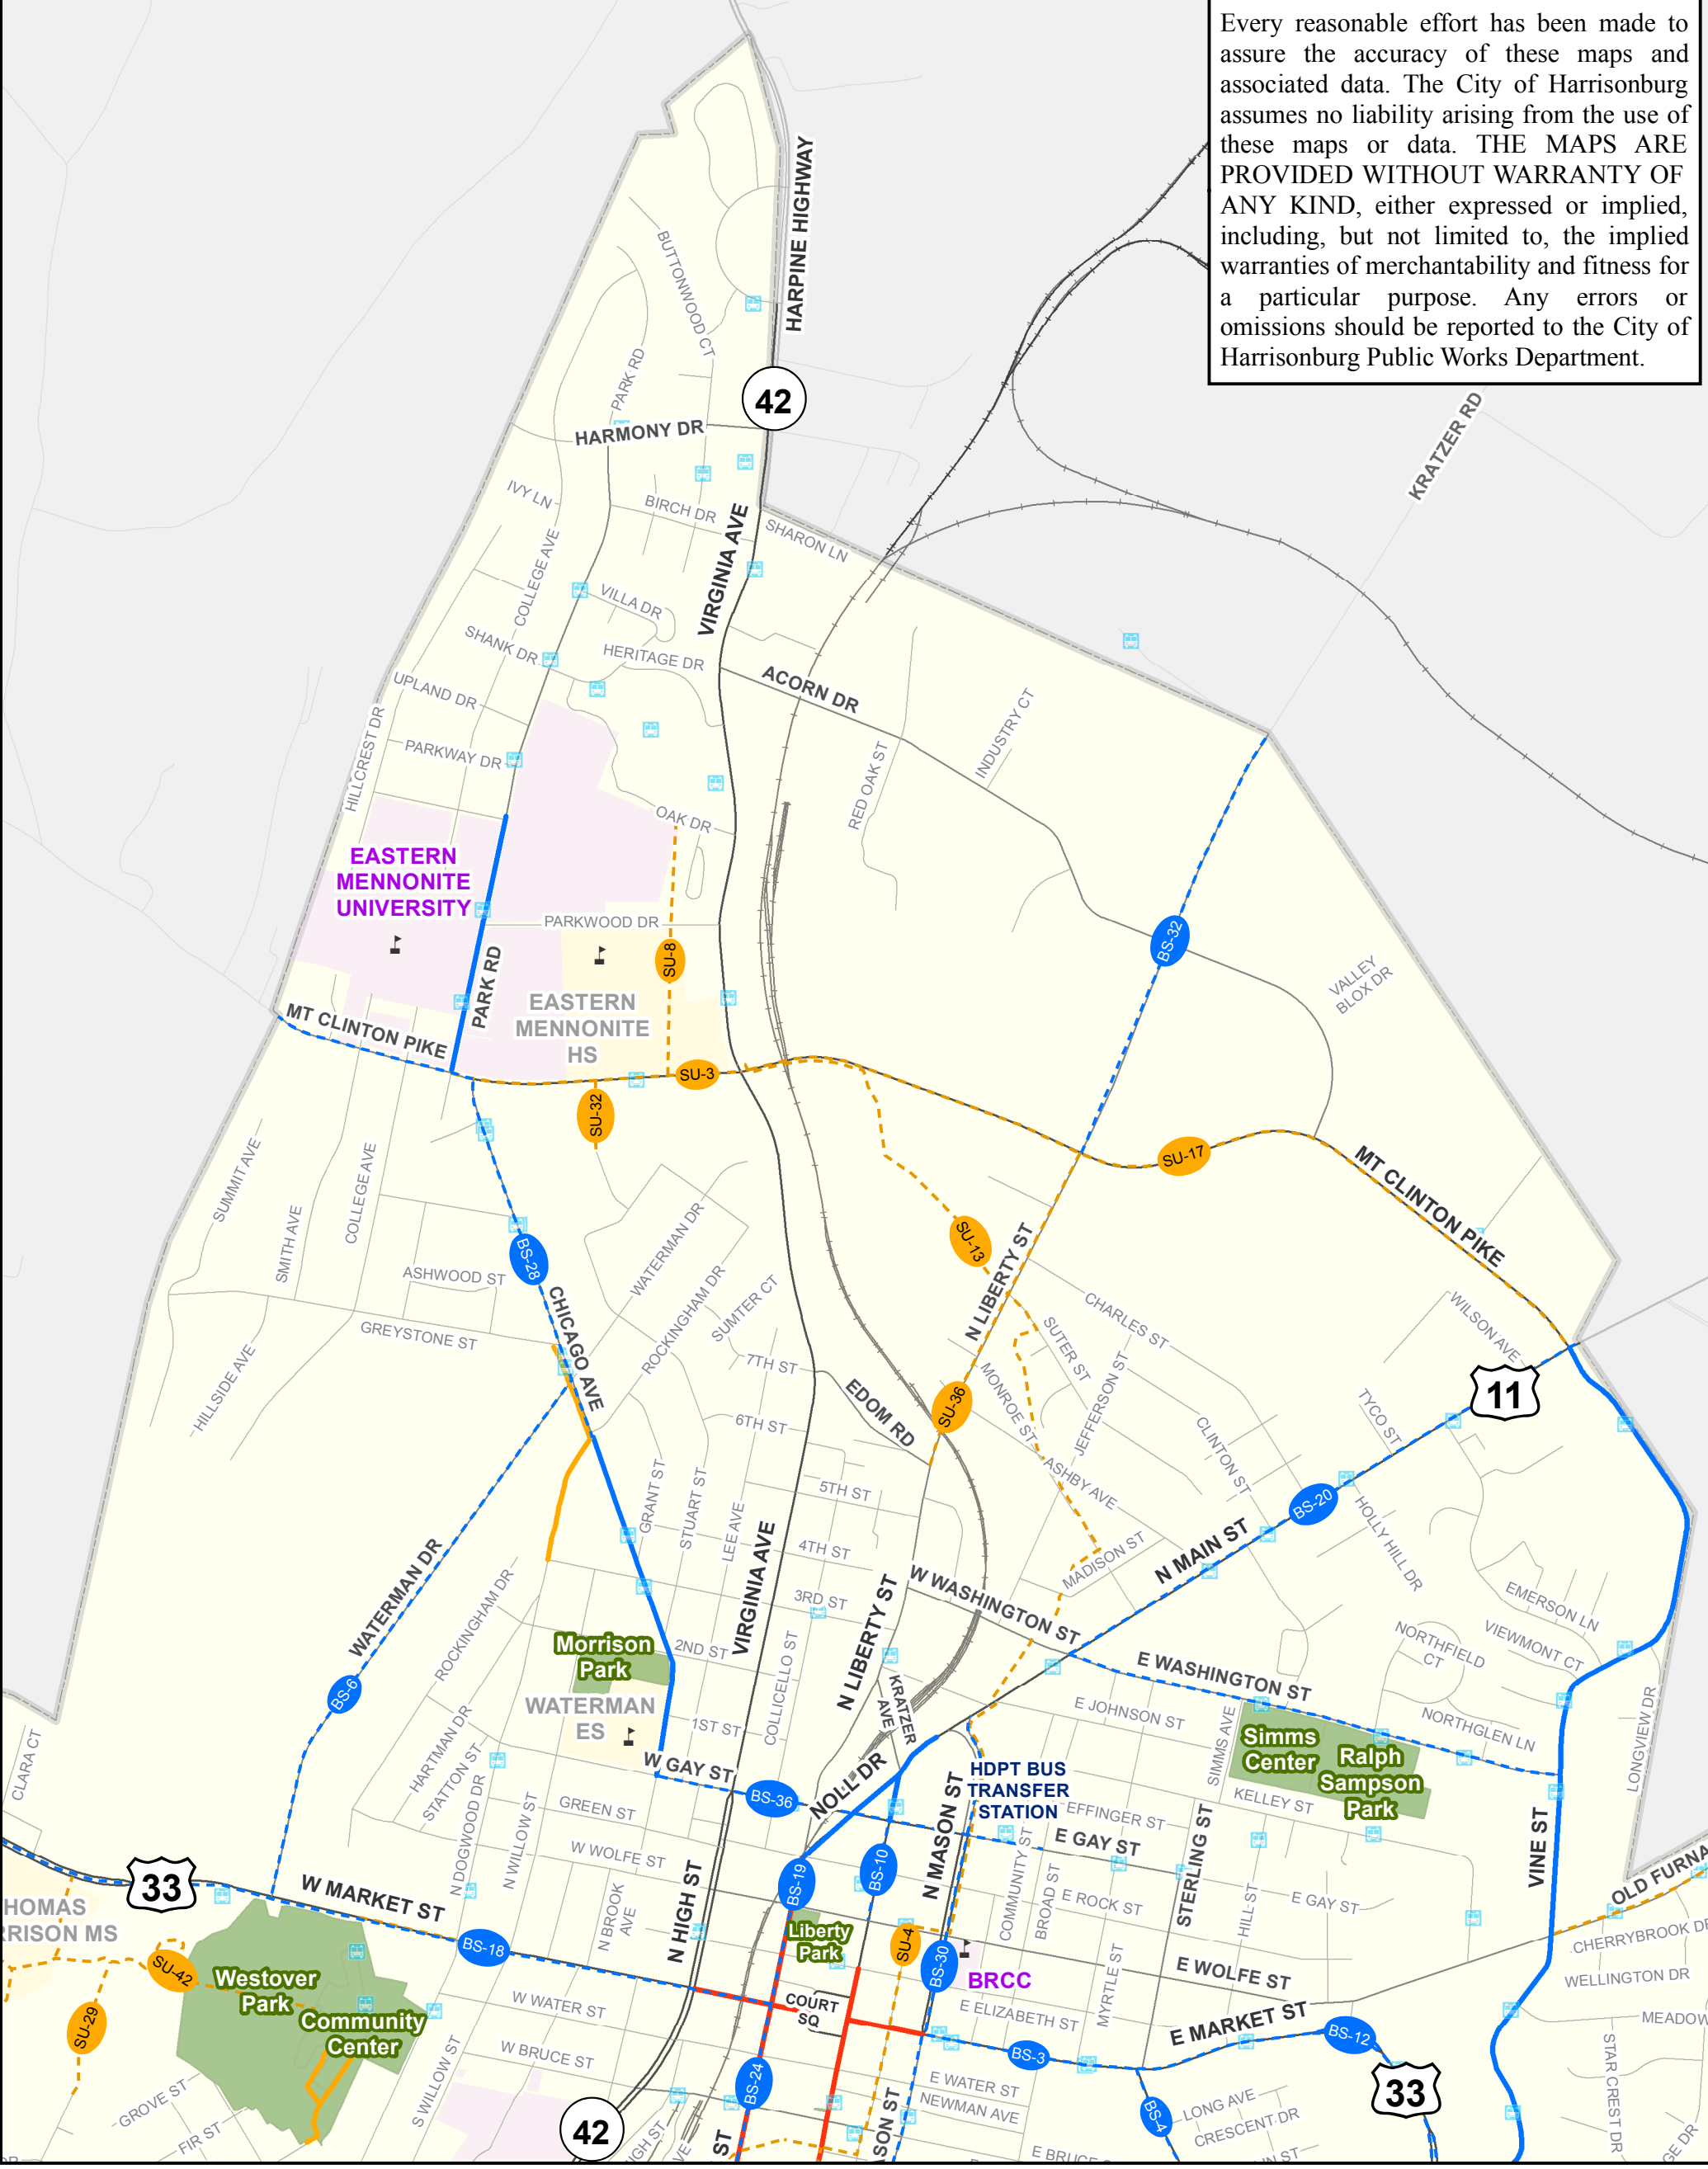 Every reasonable effort has been made to
assure the accuracy of these maps and
associated data. The City of Harrisonburg
assumes no liability arising from the use of
these maps or data. THE MAPS ARE
PROVIDED WITHOUT WARRANTY OF
ANY KIND, either expressed or implied,
including, but not limited to, the implied
warranties of merchantability and fitness for
a particular purpose. Any errors or
omissions should be reported to the City of
Harrisonburg Public Works Department.
HARPINE HIGHWAY
BUTTONWOOD CT
PARK RD
42
HARMONY DR
KRATZER RD
IVY LN
BIRCH DR
SHARON LN
COLLEGE AVE
VIRGINIA AVE
VILLA DR
SHANK DR
HERITAGE DR
ACORN DR
UPLAND DR
HILLCREST DR
PARKWAY DR
INDUSTRY CT
RED OAK ST
OAK DR
EASTERN
MENNONITE
UNIVERSITY
PARKWOOD DR
BS-32
SU-8
PARK RD
VALLEY
BLOX DR
EASTERN
MENNONITE
HS
MT CLINTON PIKE
SU-3
SU-32
SU-17
MT CLINTON PIKE
SUMMIT AVE
COLLEGE AVE
SMITH AVE
BS-28
WATERMAN DR
SU-13
N LIBERTY ST
ASHWOOD ST
ROCKINGHAM DR
SUMTER CT
CHARLES ST
CHICAGO AVE
GREYSTONE ST
SUTER ST
WILSON AVE
HILLSIDE AVE
7TH ST
EDOM RD
SU-36
MONROE ST
JEFFERSON ST
11
TYCO ST
6TH ST
CLINTON ST
ASHBY AVE
5TH ST
GRANT ST
STUART ST
LEE AVE
BS-20
HOLLY HILL DR
N MAIN ST
4TH ST
MADISON ST
VIRGINIA AVE
WATERMAN DR
W WASHINGTON ST
3RD ST
N LIBERTY ST
ROCKINGHAM DR
EMERSON LN
VIEWMONT CT
NORTHFIELD
CT
Morrison
Park
2ND ST
COLLICELLO ST
E WASHINGTON ST
BS-6
KRATZER
AVE
WATERMAN
ES
1ST ST
E JOHNSON ST
SIMMS AVE
NORTHGLEN LN
LONGVIEW DR
Simms
Center
Ralph
Sampson
Park
HARTMAN DR
STATTON ST
N DOGWOOD DR
N WILLOW ST
W GAY ST
BS-36
NOLL DR
N MASON ST
HDPT BUS
TRANSFER
STATION
CLARA CT
GREEN ST
EFFINGER ST
KELLEY ST
E GAY ST
STERLING ST
VINE ST
W WOLFE ST
BS-19
BS-10
COMMUNITY ST
BROAD ST
E ROCK ST
HILL ST
E GAY ST
33
W MARKET ST
N BROOK
AVE
N HIGH ST
OLD FURNA
HOMAS
RRISON MS
BS-18
Liberty
Park
SU-4
BS-30
BRCC
E WOLFE ST
CHERRYBROOK DR
WELLINGTON DR
SU-42
Westover
Park
Community
Center
SU-29
W WATER ST
COURT
SQ
E ELIZABETH ST
MYRTLE ST
E MARKET ST
BS-12
BS-3
MEADOW
STAR CREST DR
W BRUCE ST
S WILLOW ST
BS-24
E WATER ST
NEWMAN AVE
BS-4
LONG AVE
CRESCENT DR
33
GROVE ST
FIR ST
42
IGH ST
VE
ST
ASON ST
E BRUCE
N ST
GE DR